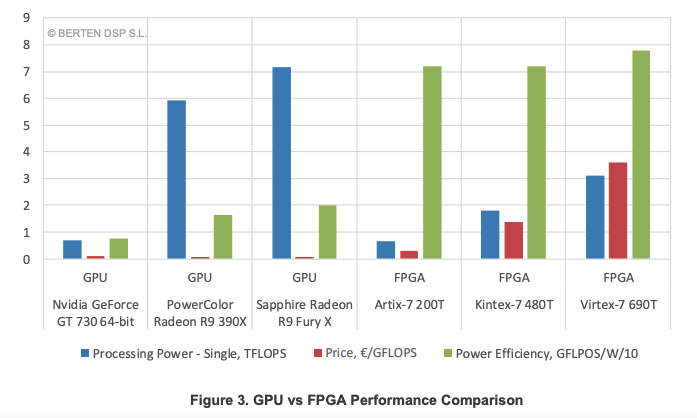 © BERTEN DSP S.L.
9
8
7
6
5
4
3
2
1
0
GPU GPU GPU FPGA FPGA FPGA
Nvidia GeForce PowerColor Sapphire Radeon Artix-7 200T Kintex-7 480T Virtex-7 690T
GT 730 64-bit Radeon R9 390X R9 Fury X
Processing Power - Single, TFLOPS Price, €/GFLOPS Power Efficiency, GFLPOS/W/10
Figure 3. GPU vs FPGA Performance Comparison